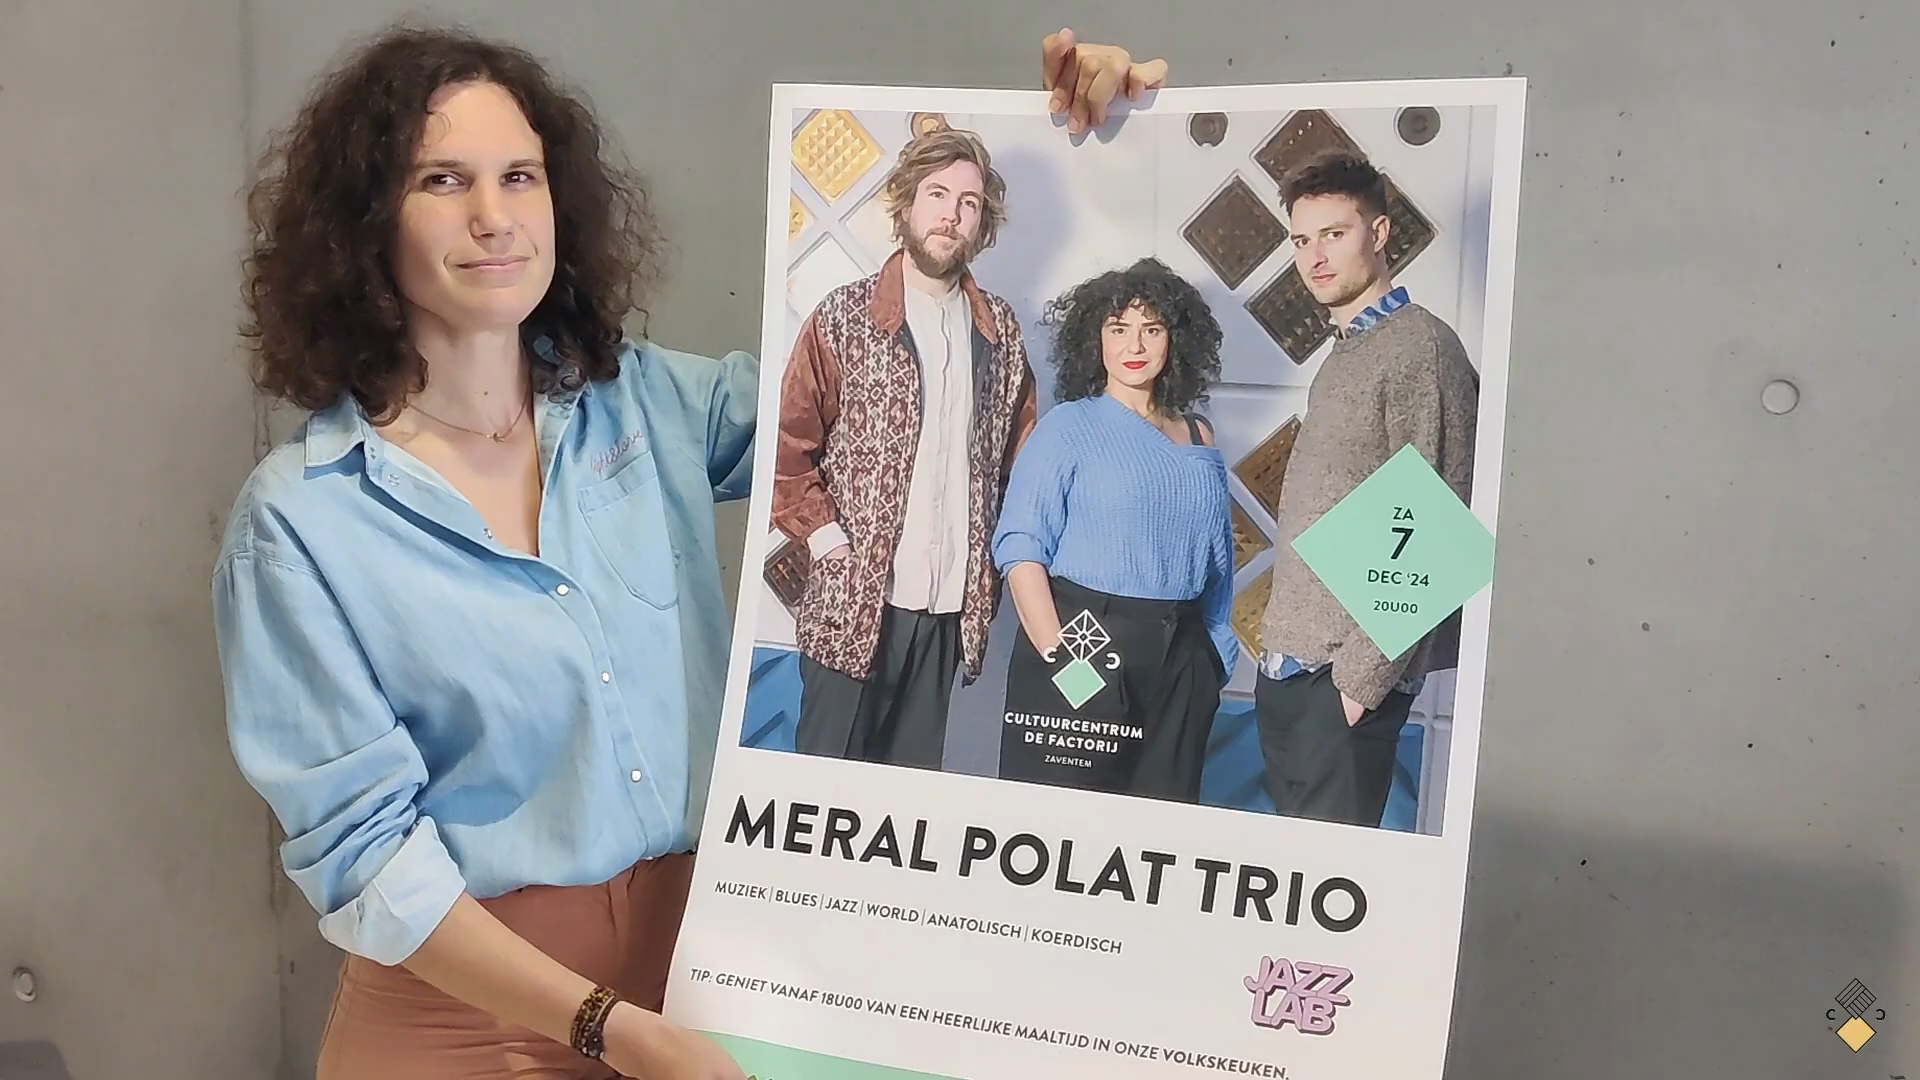 ZA
7
DEC '24
20U00
CULTUURCENTRUM
DE FACTORIJ
ZAVENTEM
MERAL POLAT TRIO
MUZIEK | BLUES | JAZZ | WORLD | ANATOLISCH | KOERDISCH
JAZZ
LAB
TIP: GENIET VANAF 18U00 VAN EEN HEERLIJKE MAALTIJD IN ONZE VOLKSKEUKEN.